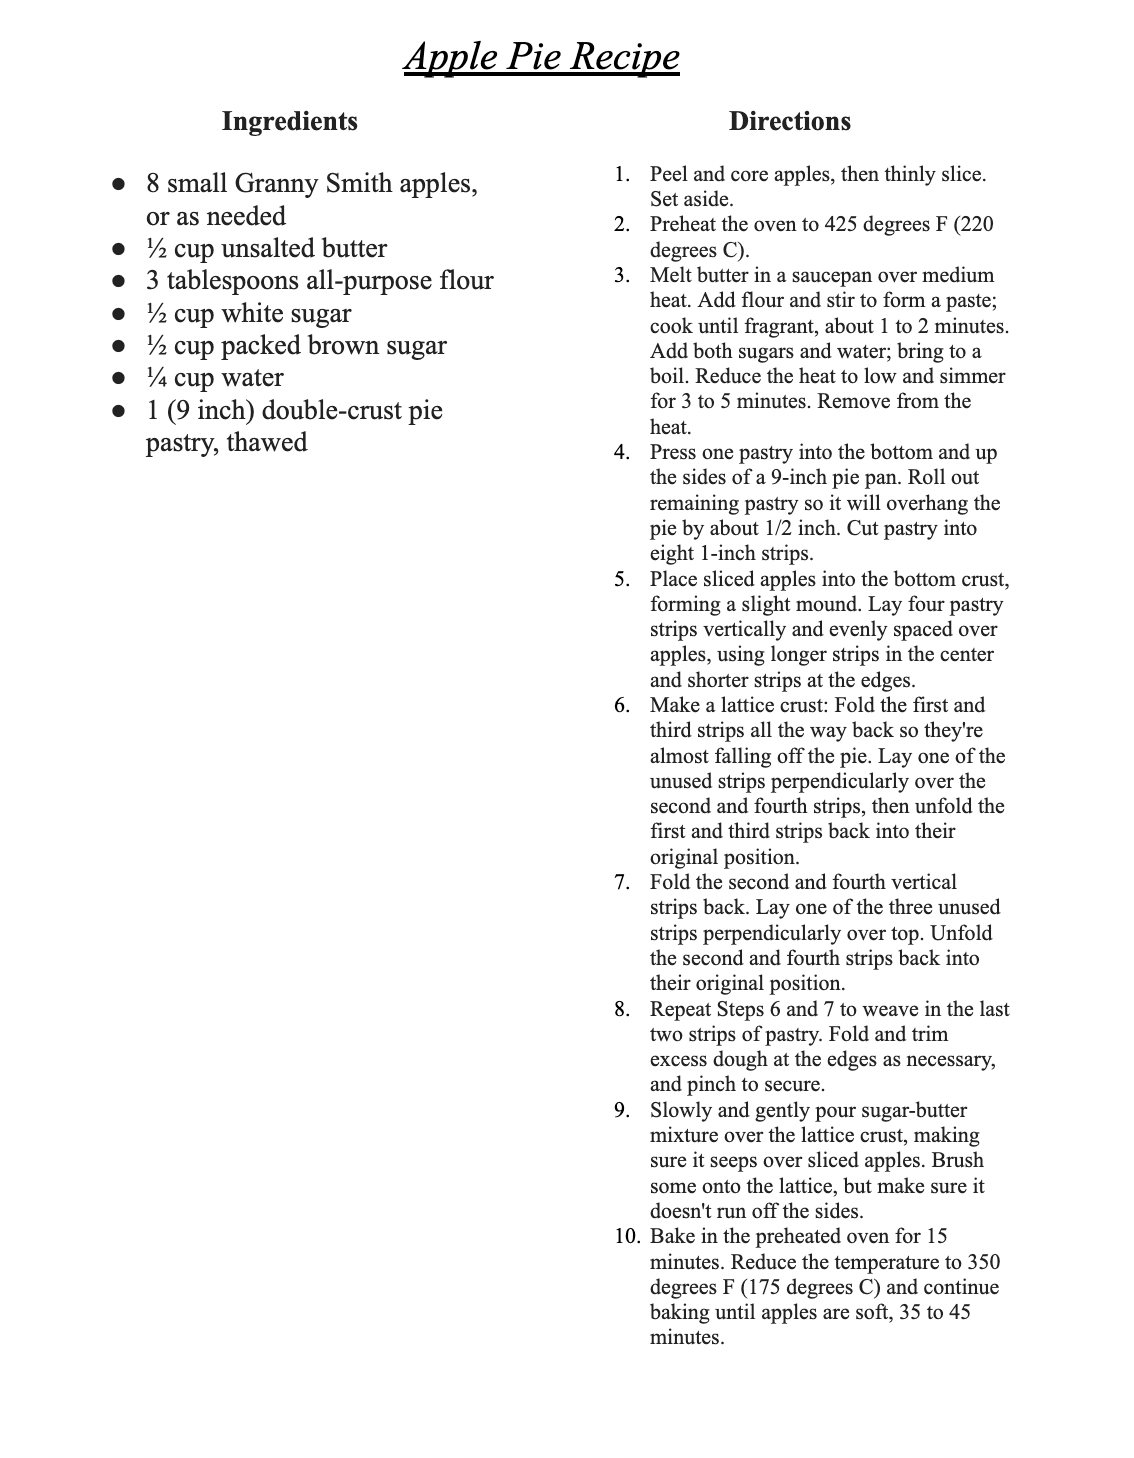 Apple Pie Recipe
Ingredients
● 8 small Granny Smith apples,
or as needed
● ½ cup unsalted butter
● 3 tablespoons all-purpose flour
● ½ cup white sugar
● ½ cup packed brown sugar
● ¼ cup water
● 1 (9 inch) double-crust pie
pastry, thawed
Directions
1. Peel and core apples, then thinly slice.
Set aside.
2. Preheat the oven to 425 degrees F (220
degrees C).
3. Melt butter in a saucepan over medium
heat. Add flour and stir to form a paste;
cook until fragrant, about 1 to 2 minutes.
Add both sugars and water; bring to a
boil. Reduce the heat to low and simmer
for 3 to 5 minutes. Remove from the
heat.
4. Press one pastry into the bottom and up
the sides of a 9-inch pie pan. Roll out
remaining pastry so it will overhang the
pie by about 1/2 inch. Cut pastry into
eight 1-inch strips.
5. Place sliced apples into the bottom crust,
forming a slight mound. Lay four pastry
strips vertically and evenly spaced over
apples, using longer strips in the center
and shorter strips at the edges.
6. Make a lattice crust: Fold the first and
third strips all the way back so they're
almost falling off the pie. Lay one of the
unused strips perpendicularly over the
second and fourth strips, then unfold the
first and third strips back into their
original position.
7. Fold the second and fourth vertical
strips back. Lay one of the three unused
strips perpendicularly over top. Unfold
the second and fourth strips back into
their original position.
8. Repeat Steps 6 and 7 to weave in the last
two strips of pastry. Fold and trim
excess dough at the edges as necessary,
and pinch to secure.
9. Slowly and gently pour sugar-butter
mixture over the lattice crust, making
sure it seeps over sliced apples. Brush
some onto the lattice, but make sure it
doesn't run off the sides.
10. Bake in the preheated oven for 15
minutes. Reduce the temperature to 350
degrees F (175 degrees C) and continue
baking until apples are soft, 35 to 45
minutes.